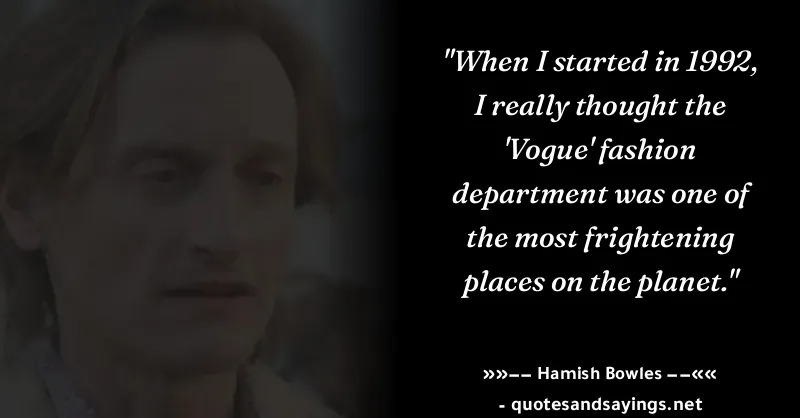 "When I started in 1992,
I really thought the
'Vogue' fashion
department was one of
the most frightening
places on the planet."
»»−− Hamish Bowles −−««
- quotesandsayings.net